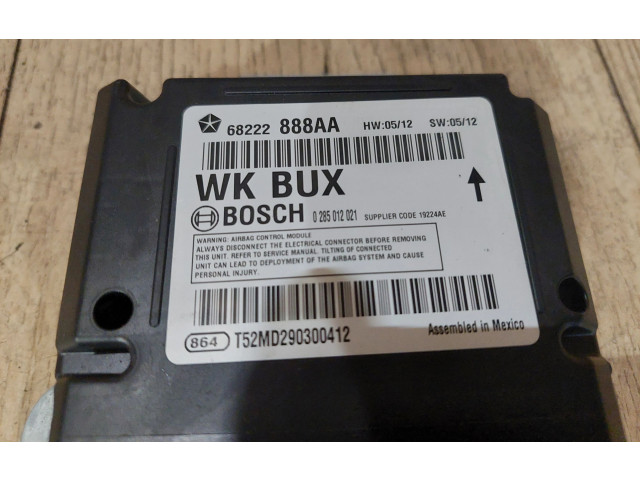 68222 888AA HW:05/12 SW:05/12
WK BUX
BOSCH 0 285 012 021 SUPPLIER CODE 19224AE
WARNING: AIRBAG CONTROL MODULE
ALWAYS DISCONNECT THE ELECTRICAL CONNECTOR BEFORE REMOVING
THIS UNIT. REFER TO SERVICE MANUAL. TILTING OF CONNECTED
UNIT CAN LEAD TO DEPLOYMENT OF THE AIRBAG SYSTEM AND CAUSE
PERSONAL INJURY.
864 T52MD290300412 Assembled in Mexico